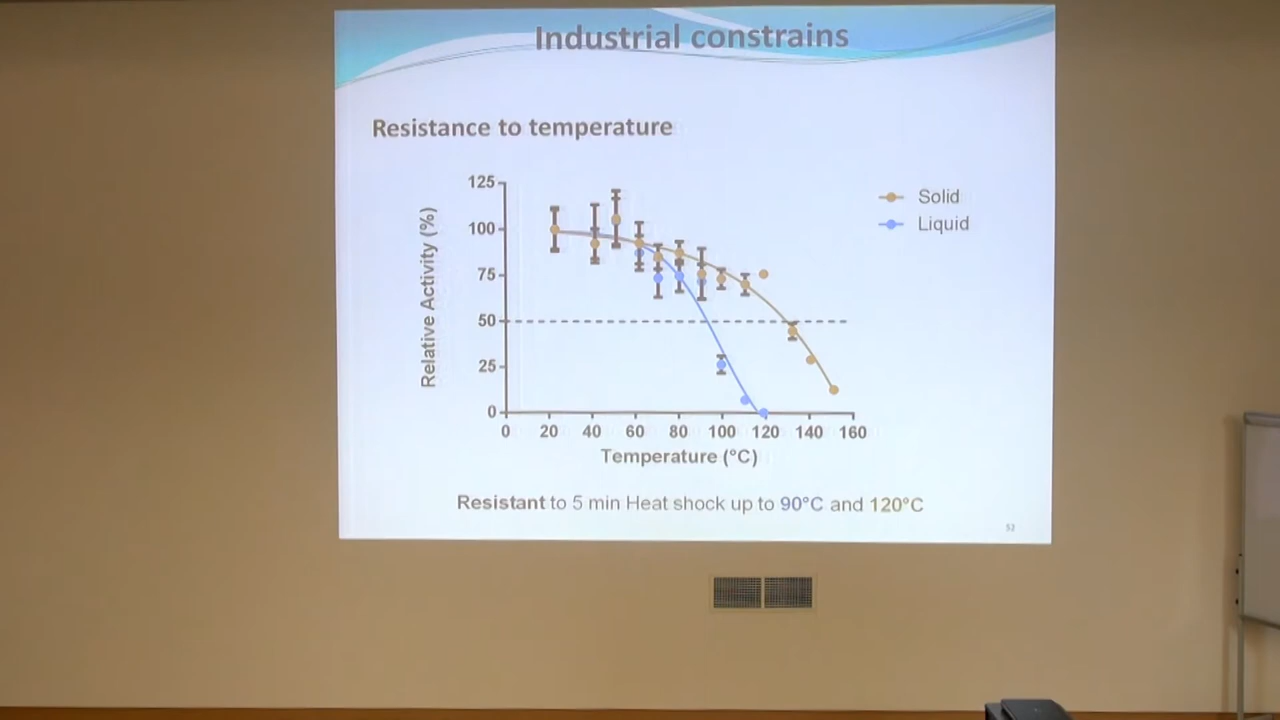 Industrial constrains
Resistance to temperature
125
100
75
50
25
0
Relative Activity (%)
0 20 40 60 80 100 120 140 160
Temperature (°C)
Solid
Liquid
Resistant to 5 min Heat shock up to 90°C and 120°C
52